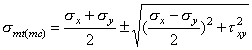 σ_mt(mc) = (σ_x + σ_y)/2 ± √((σ_x − σ_y)/2)² + τ²_xy